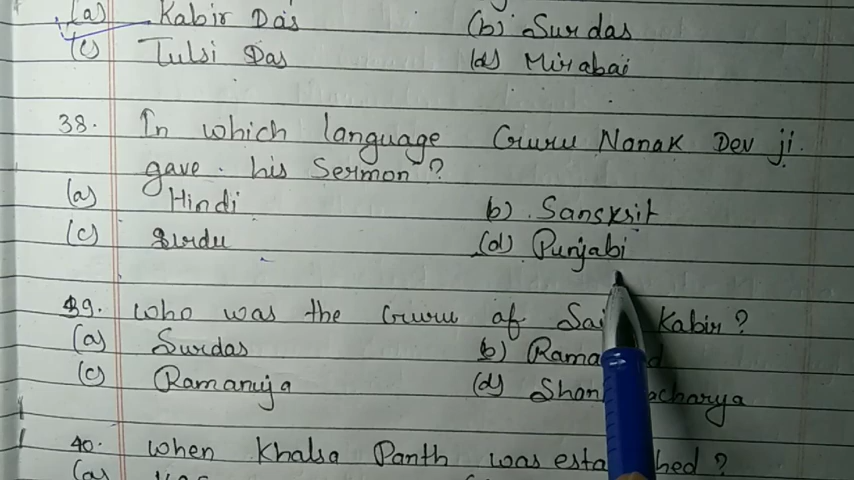 (a) Kabir Das (b) Surdas
(c) Tulsi Das (d) Mirabai
38. In which language Guru Nanak Dev ji
gave his Sermon?
(a) Hindi b) Sanskrit
(c) Surdu (d) Punjabi
39. who was the Guru of Kabir?
(a) Surdas b)
(c) Ramanuja (d)
40. when Khalsa Panth was
(a)